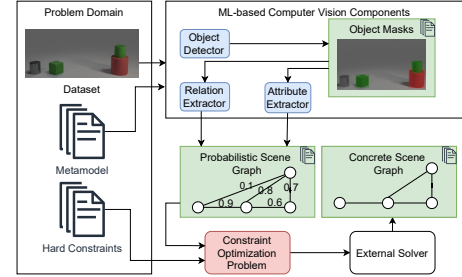 Problem Domain
Dataset
Metamodel
Hard Constraints
ML-based Computer Vision Components
Object
Detector
Object Masks
Relation
Extractor
Attribute
Extractor
Probabilistic Scene
Graph
0.1
0.8
0.7
0.9
0.6
Concrete Scene
Graph
Constraint
Optimization
Problem
External Solver